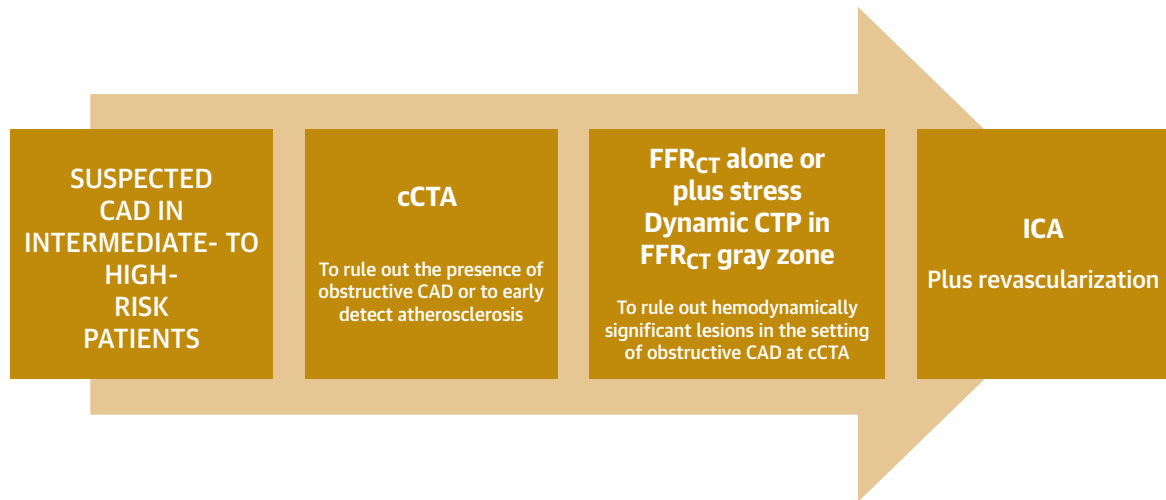 SUSPECTED
CAD IN
INTERMEDIATE- TO
HIGH-
RISK
PATIENTS
cCTA
To rule out the presence of
obstructive CAD or to early
detect atherosclerosis
FFRCT alone or
plus stress
Dynamic CTP in
FFRCT gray zone
To rule out hemodynamically
significant lesions in the setting
of obstructive CAD at cCTA
ICA
Plus revascularization